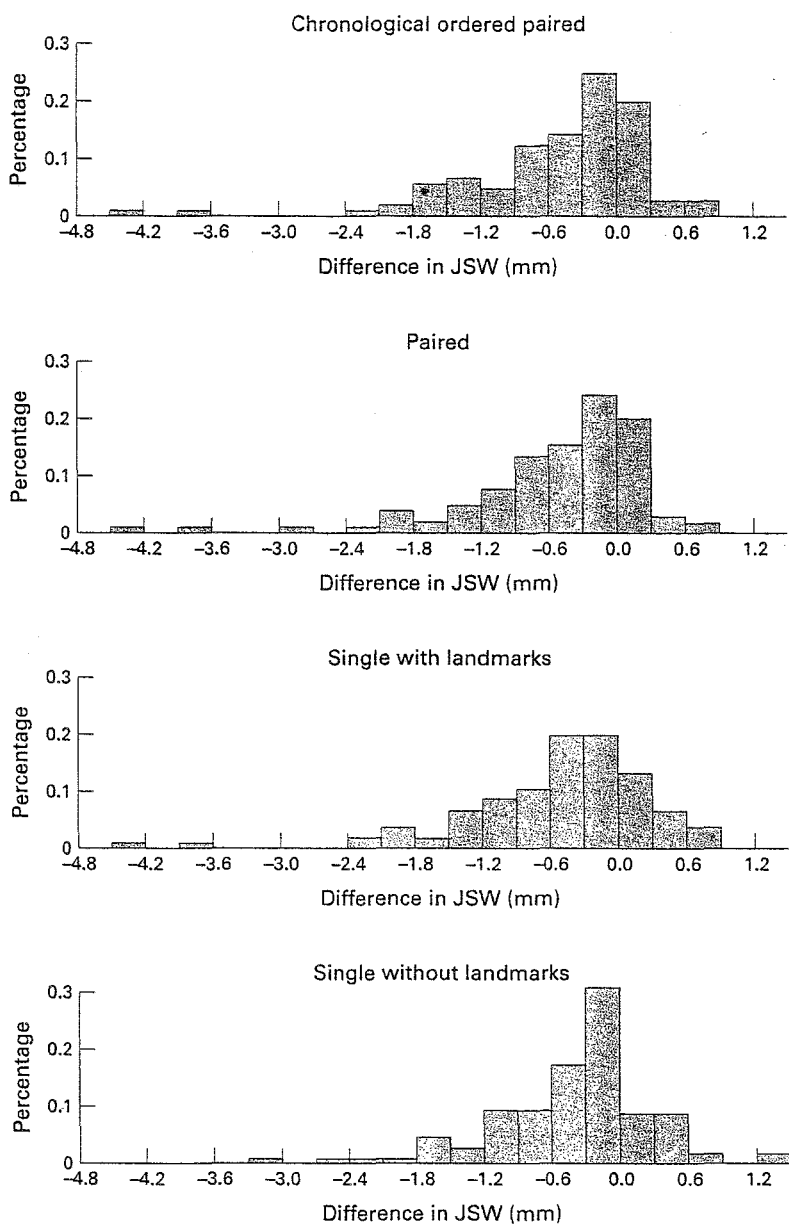 Chronological ordered paired
0.3
0.2
0.1
0
Percentage
−4.8 −4.2 −3.6 −3.0 −2.4 −1.8 −1.2 −0.6 0.0 0.6 1.2
Difference in JSW (mm)
Paired
0.3
0.2
0.1
0
Percentage
−4.8 −4.2 −3.6 −3.0 −2.4 −1.8 −1.2 −0.6 0.0 0.6 1.2
Difference in JSW (mm)
Single with landmarks
0.3
0.2
0.1
0
Percentage
−4.8 −4.2 −3.6 −3.0 −2.4 −1.8 −1.2 −0.6 0.0 0.6 1.2
Difference in JSW (mm)
Single without landmarks
0.3
0.2
0.1
0
Percentage
−4.8 −4.2 −3.6 −3.0 −2.4 −1.8 −1.2 −0.6 0.0 0.6 1.2
Difference in JSW (mm)